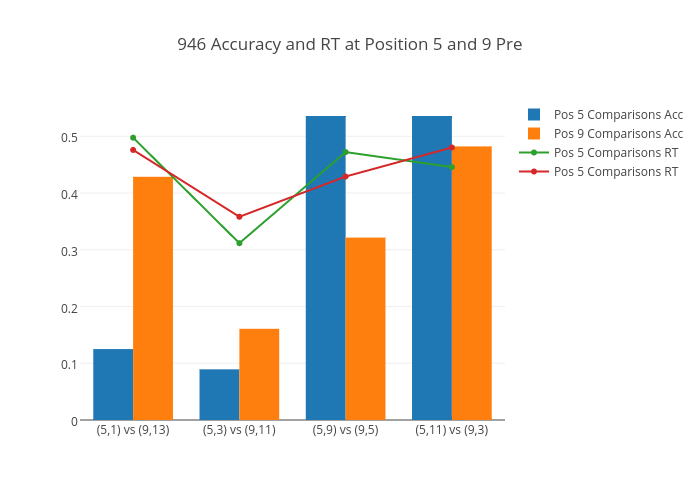 946 Accuracy and RT at Position 5 and 9 Pre
Pos 5 Comparisons Acc
Pos 9 Comparisons Acc
Pos 5 Comparisons RT
Pos 5 Comparisons RT
0.5
0.4
0.3
0.2
0.1
0
(5,1) vs (9,13)
(5,3) vs (9,11)
(5,9) vs (9,5)
(5,11) vs (9,3)